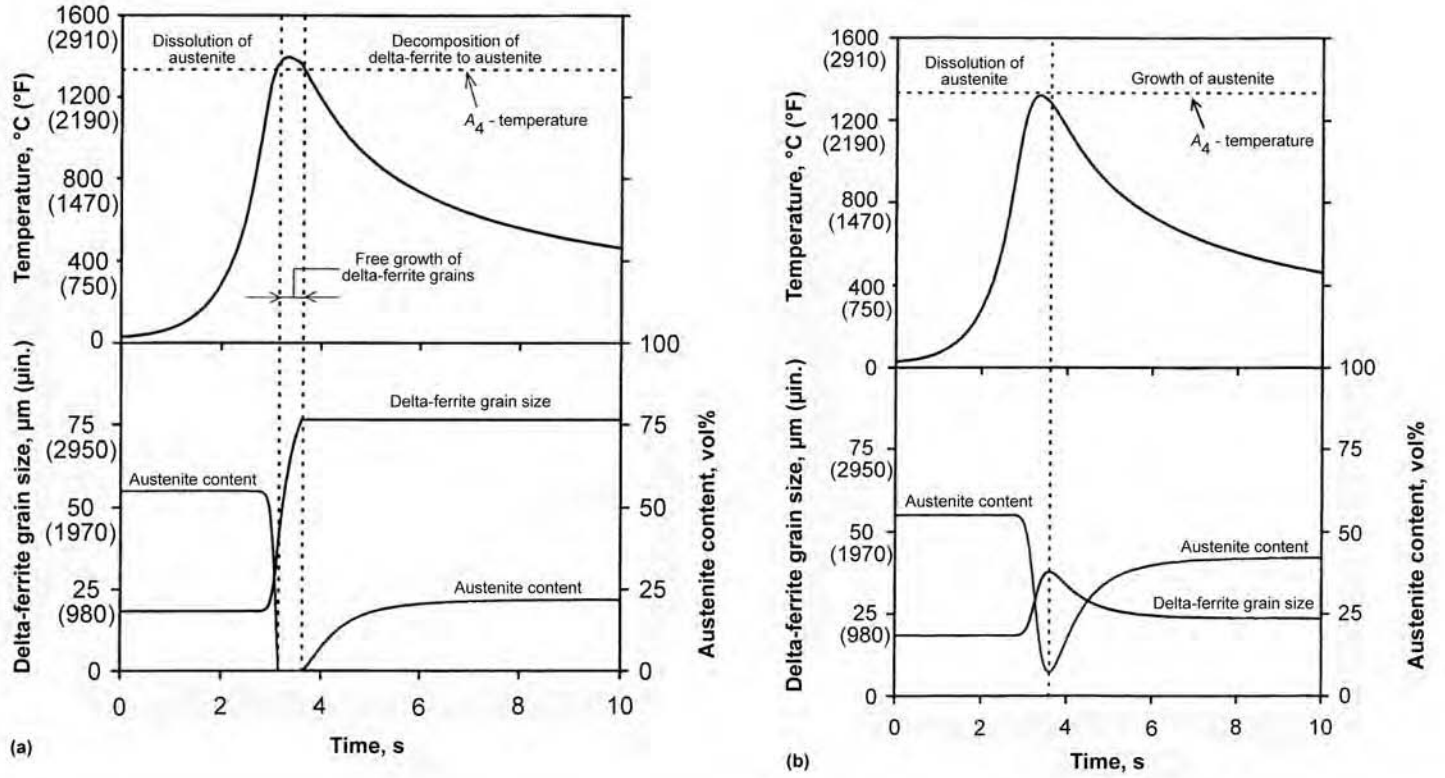 1600
(2910)
1200
(2190)
800
(1470)
400
(750)
0
Temperature, °C (°F)
Dissolution of
austenite
Decomposition of
delta-ferrite to austenite
A4 - temperature
Free growth of
delta-ferrite grains
100
75
(2950)
50
(1970)
25
(980)
0
Delta-ferrite grain size, µm (µin.)
Austenite content
Delta-ferrite grain size
Austenite content
75
50
25
0
Austenite content, vol%
0 2 4 6 8 10
Time, s
(a)
1600
(2910)
1200
(2190)
800
(1470)
400
(750)
0
Temperature, °C (°F)
Dissolution of
austenite
Growth of austenite
A4 - temperature
100
75
(2950)
50
(1970)
25
(980)
0
Delta-ferrite grain size, µm (µin.)
Austenite content
Austenite content
Delta-ferrite grain size
75
50
25
0
Austenite content, vol%
0 2 4 6 8 10
Time, s
(b)